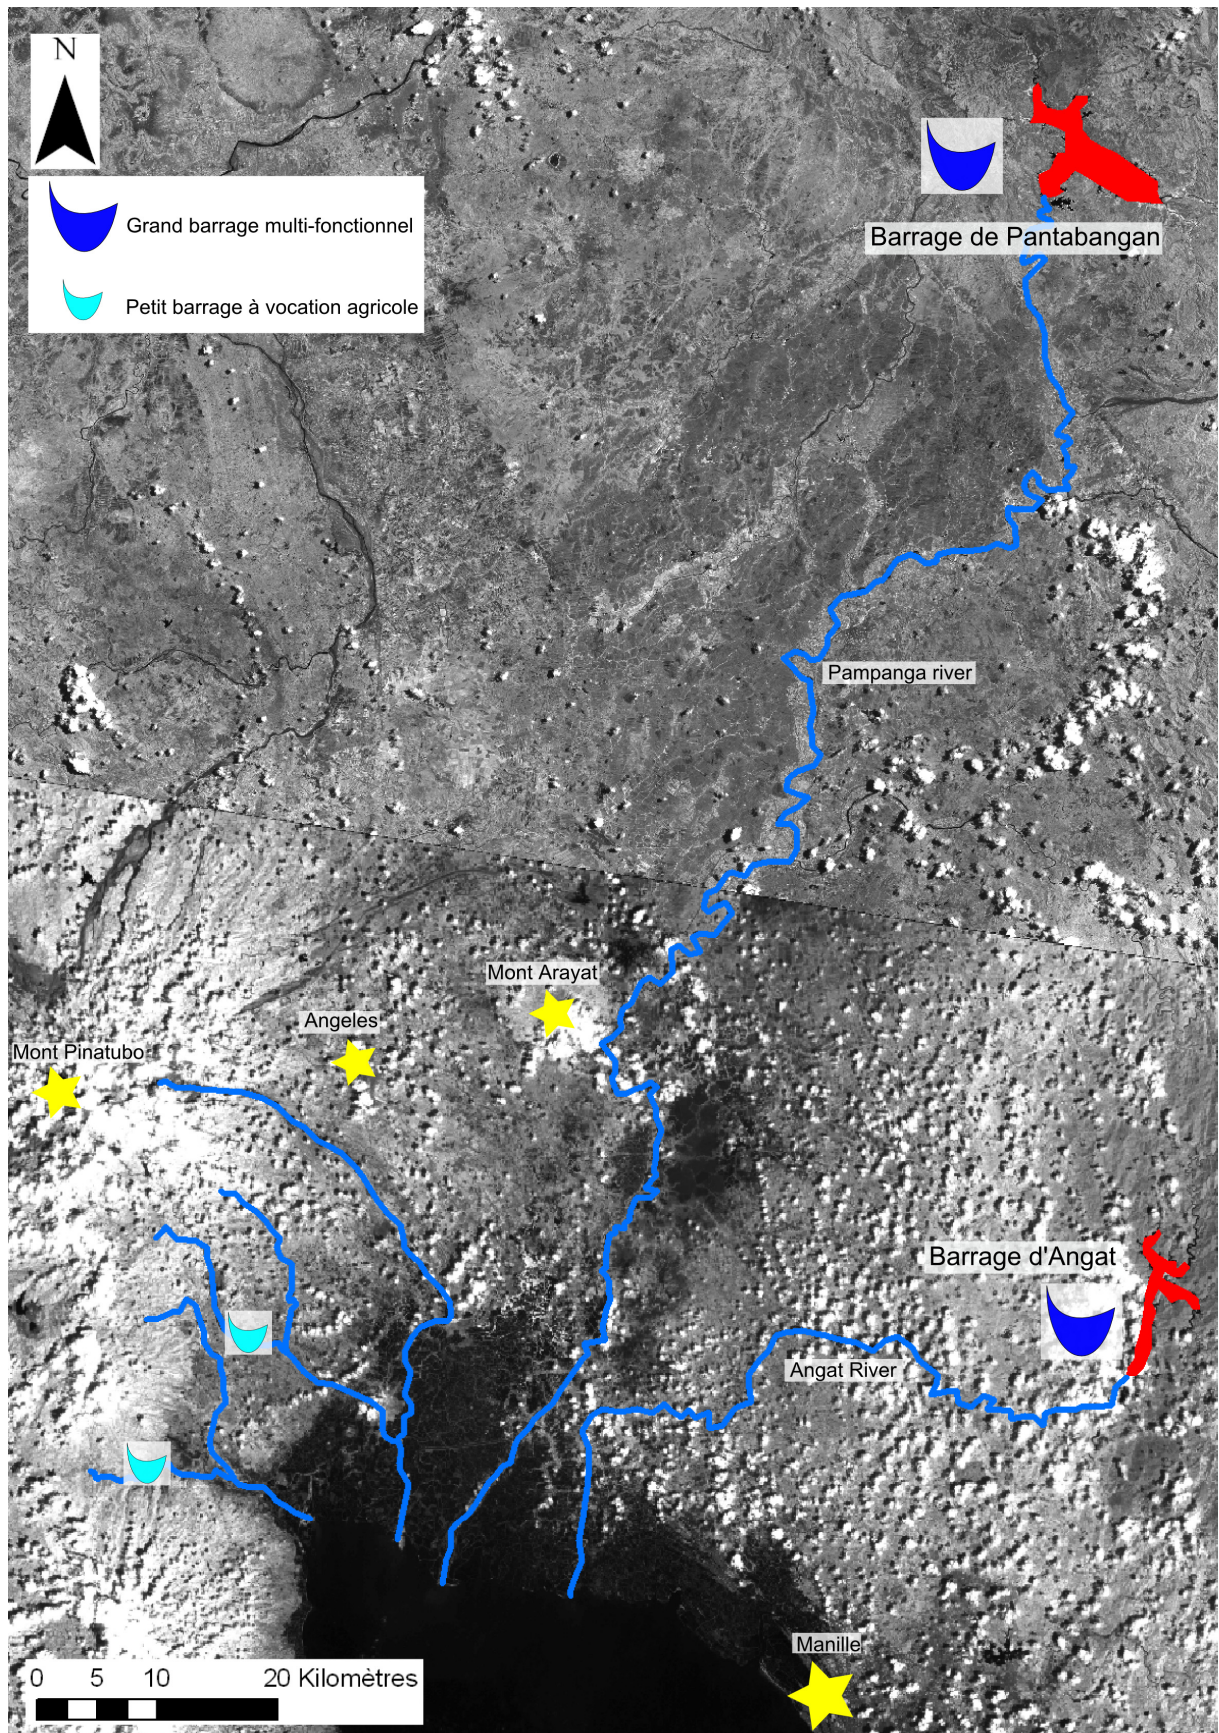 N
Grand barrage multi-fonctionnel
Petit barrage à vocation agricole
Barrage de Pantabangan
Pampanga river
Mont Arayat
Angeles
Mont Pinatubo
Barrage d'Angat
Angat River
Manille
0 5 10 20 Kilomètres